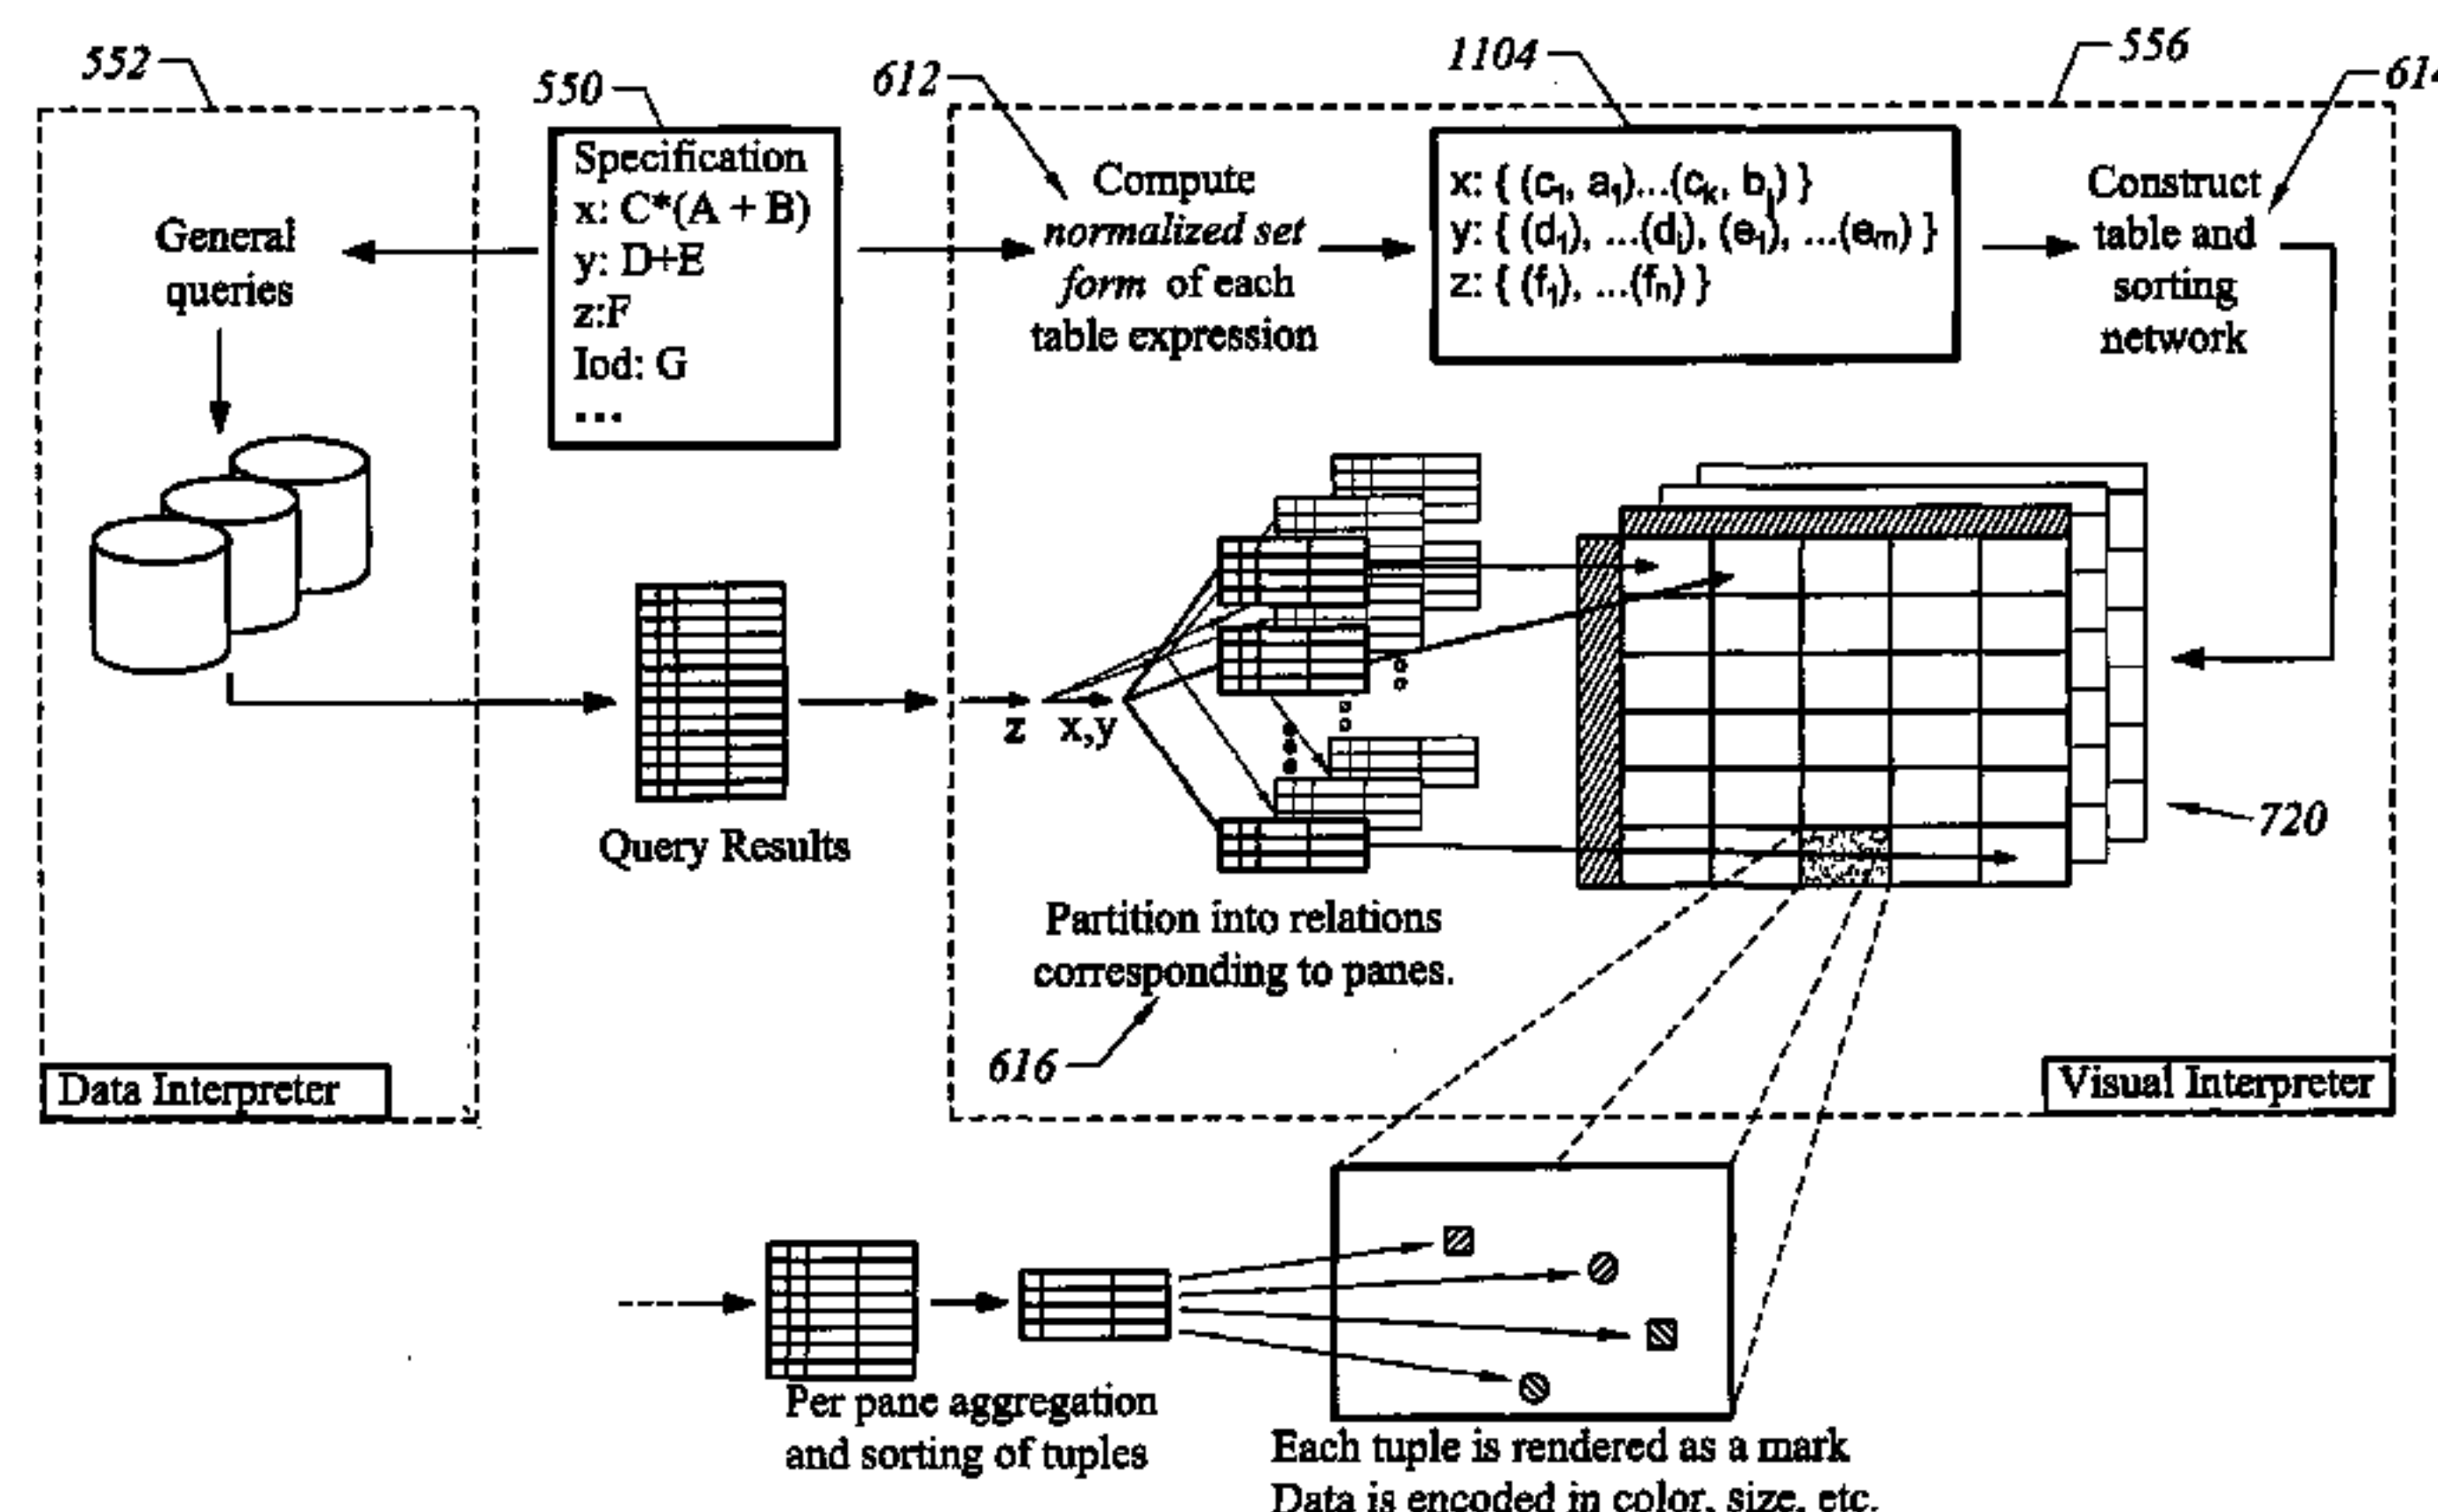 552
550
612
1104
556
614
Specification
x: C*(A + B)
y: D+E
z:F
Iod: G
...
General
queries
Compute
normalized set
form of each
table expression
x: { (c₁, a₁)...(cₖ, bⱼ) }
y: { (d₁), ...(dₗ), (e₁), ...(eₘ) }
z: { (f₁), ...(fₙ) }
Construct
table and
sorting
network
z x,y
Query Results
720
Partition into relations
corresponding to panes.
616
Data Interpreter
Visual Interpreter
Per pane aggregation
and sorting of tuples
Each tuple is rendered as a mark
Data is encoded in color, size, etc.